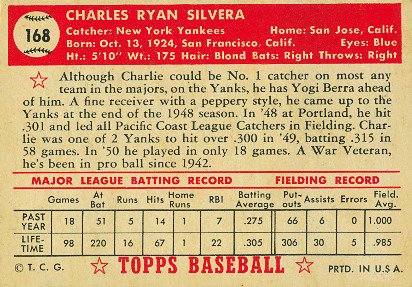 168
CHARLES RYAN SILVERA
Catcher: New York Yankees Home: San Jose, Calif.
Born: Oct. 13, 1924, San Francisco, Calif. Eyes: Blue
Ht.: 5'10" Wt.: 175 Hair: Blond Bats: Right Throws: Right
Although Charlie could be No. 1 catcher on most any
team in the majors, on the Yanks, he has Yogi Berra ahead
of him. A fine receiver with a peppery style, he came up to the
Yanks at the end of the 1948 season. In '48 at Portland, he hit
.301 and led all Pacific Coast League Catchers in Fielding. Char-
lie was one of 2 Yanks to hit over .300 in '49, batting .315 in
58 games. In '50 he played in only 18 games. A War Veteran,
he's been in pro ball since 1942.
MAJOR LEAGUE BATTING RECORD FIELDING RECORD
Games At Bat Runs Hits Home Runs RBI Batting Average Put-outs Assists Errors Field. Avg.
PAST YEAR 18 51 5 14 1 7 .275 66 6 0 1.000
LIFE-TIME 98 220 16 67 1 22 .305 306 30 5 .985
© T. C. G. TOPPS BASEBALL PRTD. IN U.S.A.